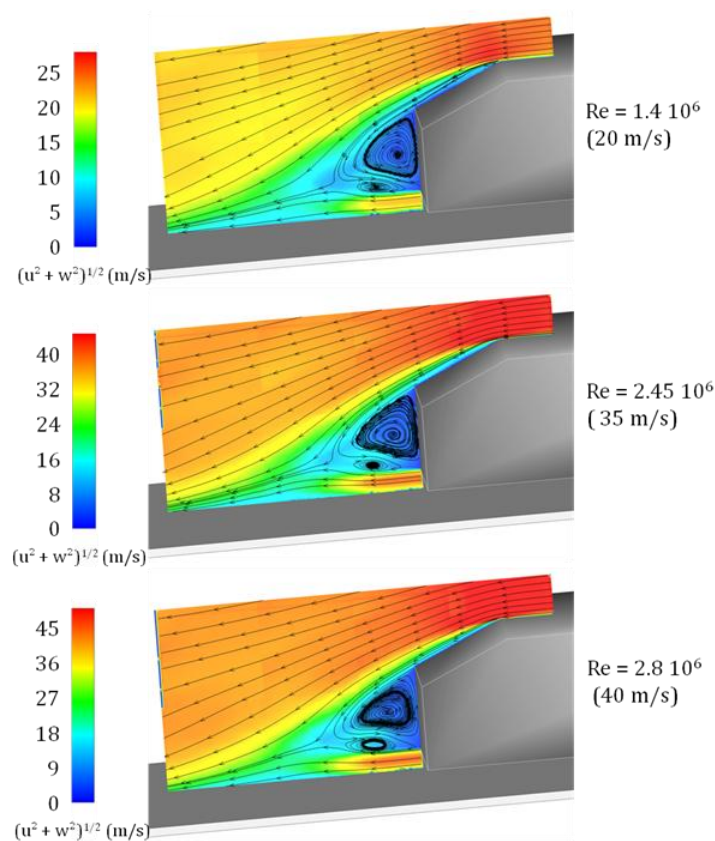 25
20
15
10
5
0
(u² + w²)¹/² (m/s)
Re = 1.4 10⁶
(20 m/s)
40
32
24
16
8
0
(u² + w²)¹/² (m/s)
Re = 2.45 10⁶
( 35 m/s)
45
36
27
18
9
0
(u² + w²)¹/² (m/s)
Re = 2.8 10⁶
(40 m/s)